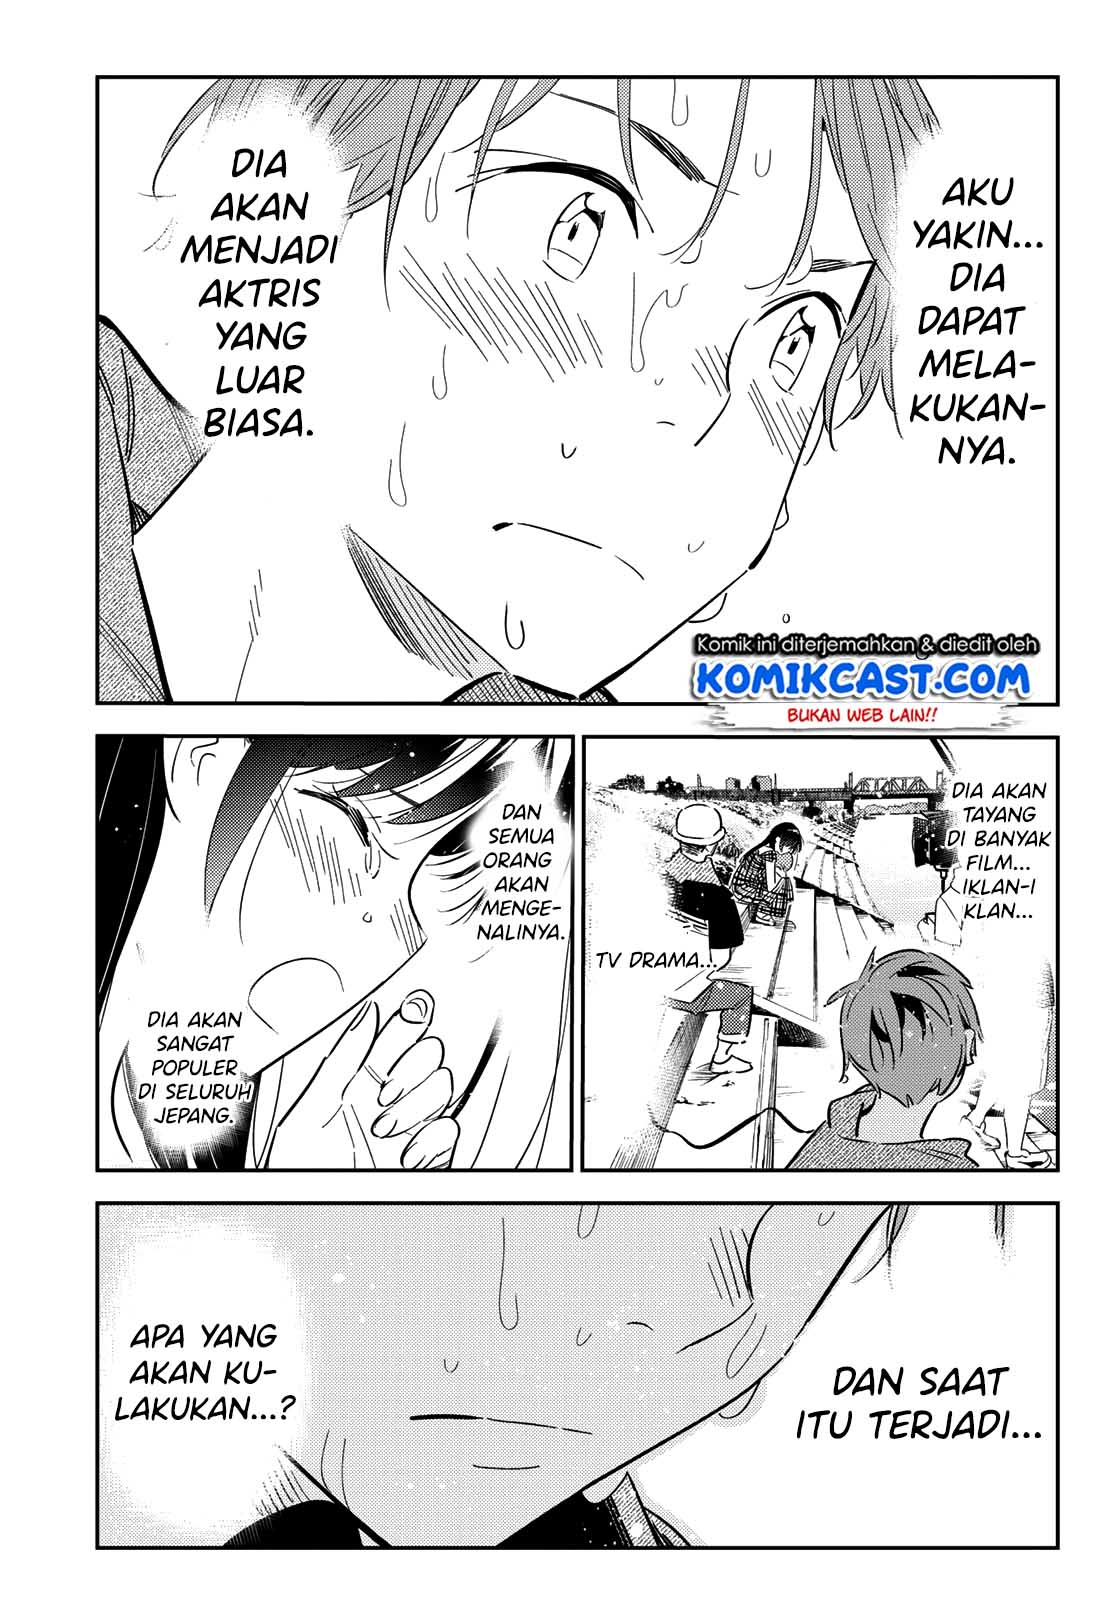 AKU
YAKIN...
DIA
DAPAT
MELA-
KUKAN-
NYA.
DIA
AKAN
MENJADI
AKTRIS
YANG
LUAR
BIASA.
Komik ini diterjemahkan & diedit oleh
KOMIKCAST.COM
BUKAN WEB LAIN!!
DIA AKAN
TAYANG
DI BANYAK
FILM...
IKLAN-I
KLAN...
TV DRAMA...
DAN
SEMUA
ORANG
AKAN
MENGE-
NALINYA.
DIA AKAN
SANGAT
POPULER
DI SELURUH
JEPANG.
DAN SAAT
ITU TERJADI...
APA YANG
AKAN KU-
LAKUKAN...?